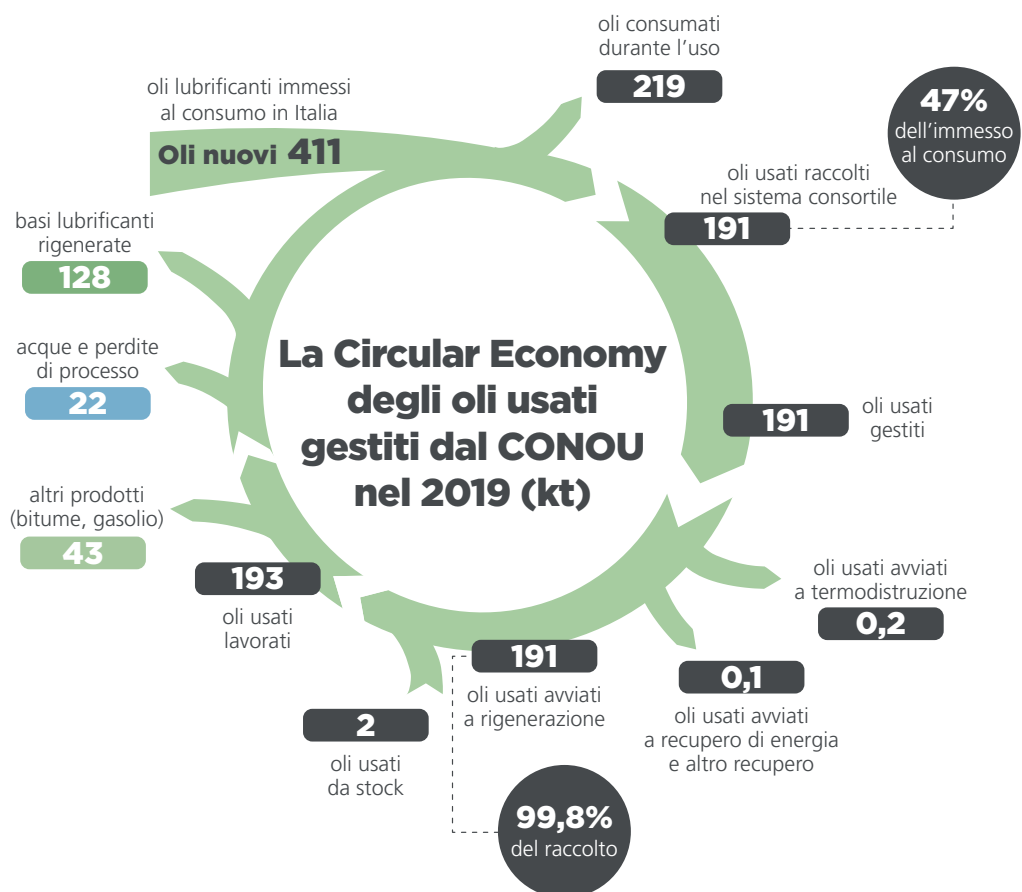 oli consumati
durante l'uso
219
47%
dell'immesso
al consumo
oli lubrificanti immessi
al consumo in Italia
Oli nuovi 411
oli usati raccolti
nel sistema consortile
191
basi lubrificanti
rigenerate
128
acque e perdite
di processo
22
La Circular Economy
degli oli usati
gestiti dal CONOU
nel 2019 (kt)
191
oli usati
gestiti
altri prodotti
(bitume, gasolio)
43
193
oli usati
lavorati
oli usati avviati
a termodistruzione
0,2
191
oli usati avviati
a rigenerazione
0,1
oli usati avviati
a recupero di energia
e altro recupero
2
oli usati
da stock
99,8%
del raccolto